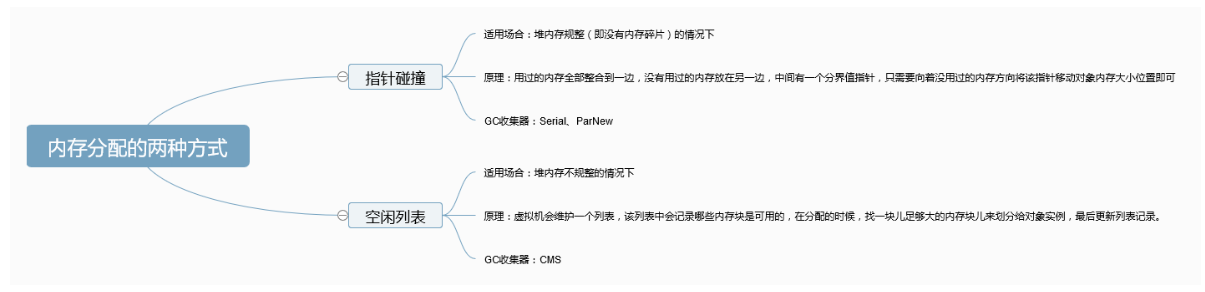 内存分配的两种方式
指针碰撞
适用场合：堆内存规整（即没有内存碎片）的情况下
原理：用过的内存全部整合到一边，没有用过的内存放在另一边，中间有一个分界值指针，只需要向着没用过的内存方向将该指针移动对象内存大小位置即可
GC收集器：Serial、ParNew
空闲列表
适用场合：堆内存不规整的情况下
原理：虚拟机会维护一个列表，该列表中会记录哪些内存块是可用的，在分配的时候，找一块儿足够大的内存块儿来划分给对象实例，最后更新列表记录。
GC收集器：CMS